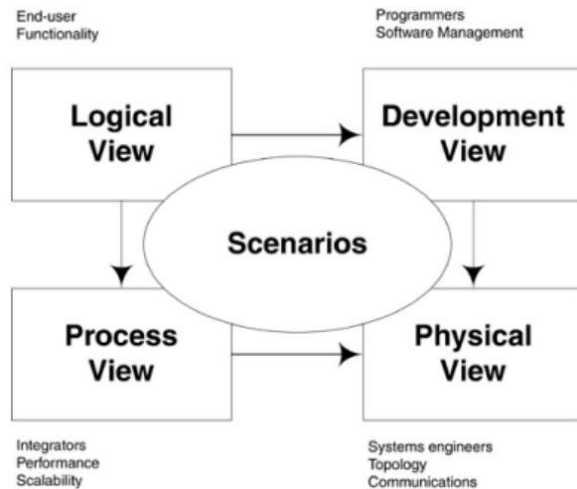 End-user
Functionality
Programmers
Software Management
Logical
View
Development
View
Scenarios
Process
View
Physical
View
Integrators
Performance
Scalability
Systems engineers
Topology
Communications